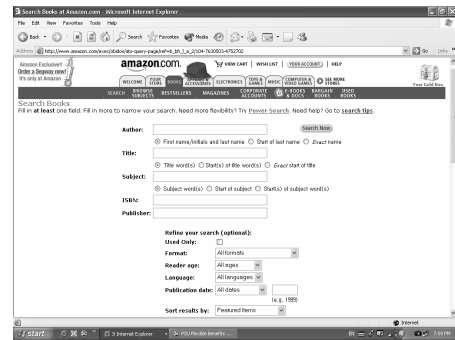 Search Books at Amazon.com - Microsoft Internet Explorer
File Edit View Favorites Tools Help
Back Search Favorites Media
Address http://www.amazon.com/exec/obidos/ats-query-page/ref=b_bh_l_a_2/104-7630503-4752702 Go Links
Amazon Exclusive!
Order a Segway now!
It's only at Amazon
amazon.com.
VIEW CART | WISH LIST | YOUR ACCOUNT | HELP
WELCOME YOUR STORE BOOKS ELECTRONICS TOYS & GAMES MUSIC COMPUTER & VIDEO GAMES SEE MORE STORES
Your Gold Box
SEARCH BROWSE SUBJECTS BESTSELLERS MAGAZINES CORPORATE ACCOUNTS E-BOOKS & DOCS BARGAIN BOOKS USED BOOKS
Search Books
Fill in at least one field. Fill in more to narrow your search. Need more flexibility? Try Power Search. Need help? Go to search tips.
Author: Search Now
First name/initials and last name Start of last name Exact name
Title:
Title word(s) Start(s) of title word(s) Exact start of title
Subject:
Subject word(s) Start of subject Start(s) of subject word(s)
ISBN:
Publisher:
Refine your search (optional):
Used Only:
Format: All formats
Reader age: All ages
Language: All languages
Publication date: All dates
(e.g. 1999)
Sort results by: Featured Items
Internet
start 3 Internet Explorer PSU Flexible Benefits ... EN 7:59 PM